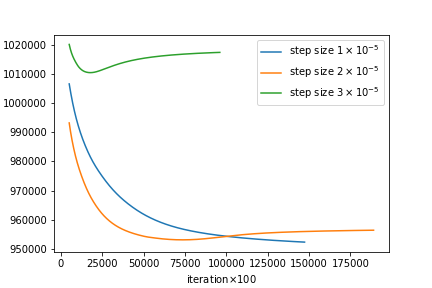 1020000
1010000
1000000
990000
980000
970000
960000
950000
step size 1 × 10⁻⁵
step size 2 × 10⁻⁵
step size 3 × 10⁻⁵
0 25000 50000 75000 100000 125000 150000 175000
iteration×100